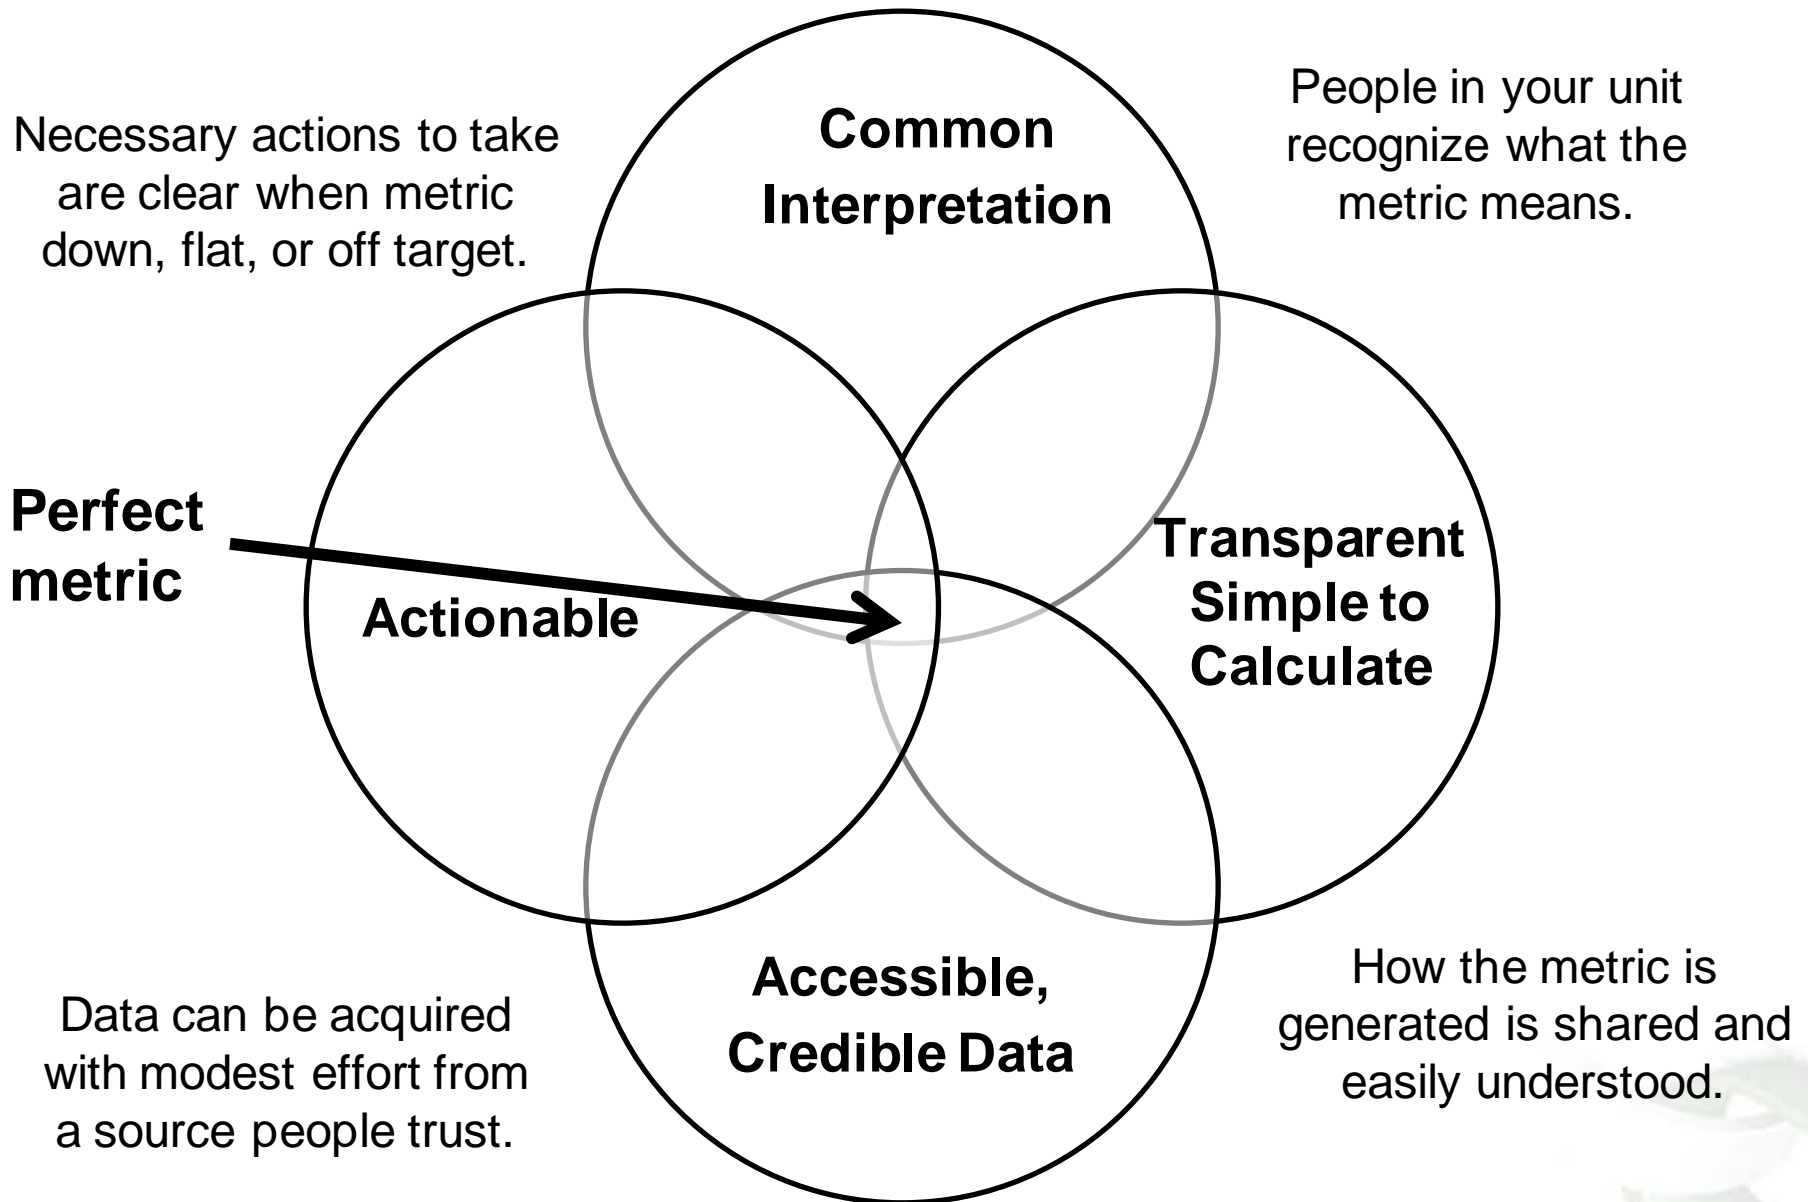 Necessary actions to take
are clear when metric
down, flat, or off target.
Common
Interpretation
People in your unit
recognize what the
metric means.
Perfect
metric
Actionable
Transparent
Simple to
Calculate
Data can be acquired
with modest effort from
a source people trust.
Accessible,
Credible Data
How the metric is
generated is shared and
easily understood.